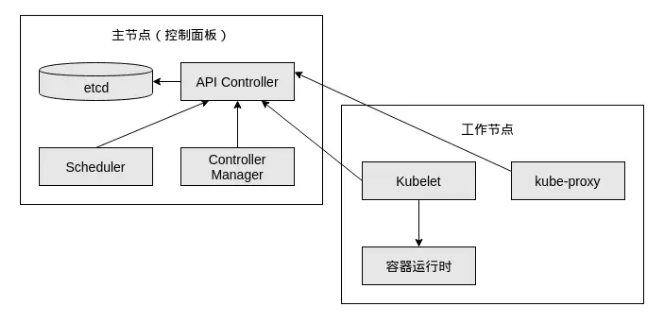 主节点（控制面板）
etcd
API Controller
Scheduler
Controller
Manager
工作节点
Kubelet
kube-proxy
容器运行时